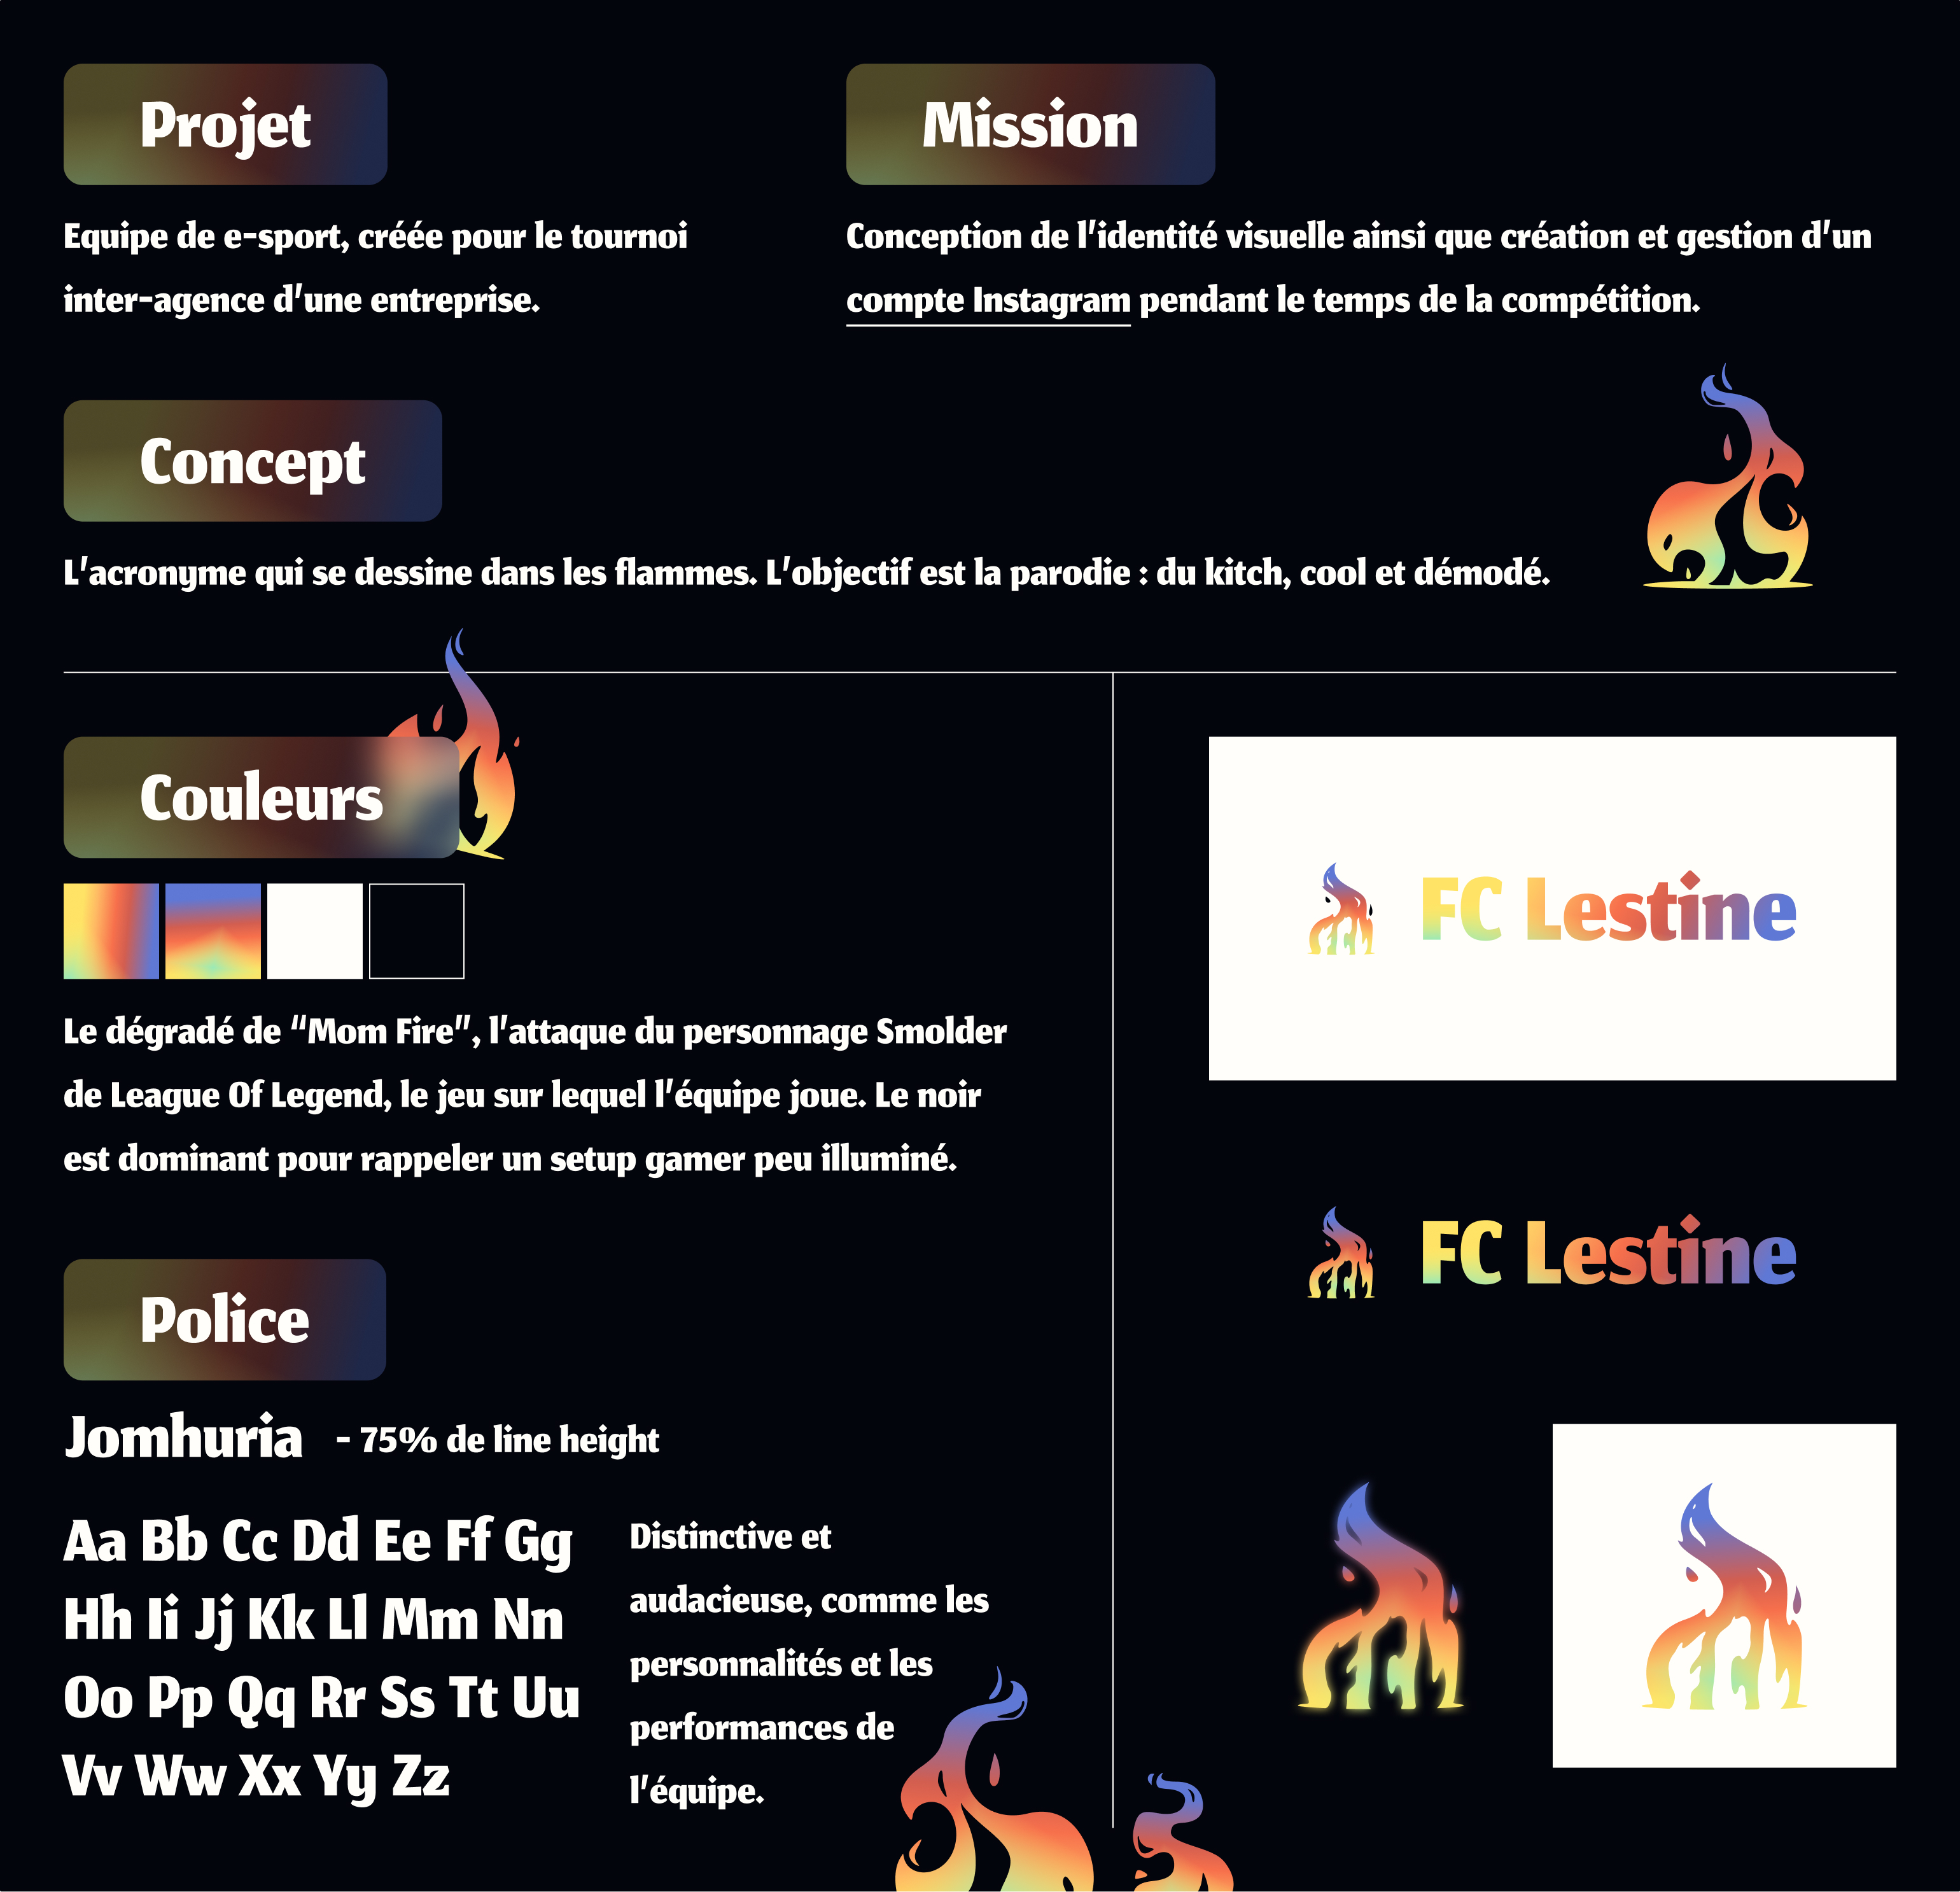 Projet
Equipe de e-sport, créée pour le tournoi
inter-agence d'une entreprise.
Mission
Conception de l'identité visuelle ainsi que création et gestion d'un
compte Instagram pendant le temps de la compétition.
Concept
L'acronyme qui se dessine dans les flammes. L'objectif est la parodie : du kitch, cool et démodé.
Couleurs
Le dégradé de “Mom Fire”, l'attaque du personnage Smolder
de League Of Legend, le jeu sur lequel l'équipe joue. Le noir
est dominant pour rappeler un setup gamer peu illuminé.
Police
Jomhuria - 75% de line height
Aa Bb Cc Dd Ee Ff Gg
Hh Ii Jj Kk Ll Mm Nn
Oo Pp Qq Rr Ss Tt Uu
Vv Ww Xx Yy Zz
Distinctive et
audacieuse, comme les
personnalités et les
performances de
l'équipe.
FC Lestine
FC Lestine